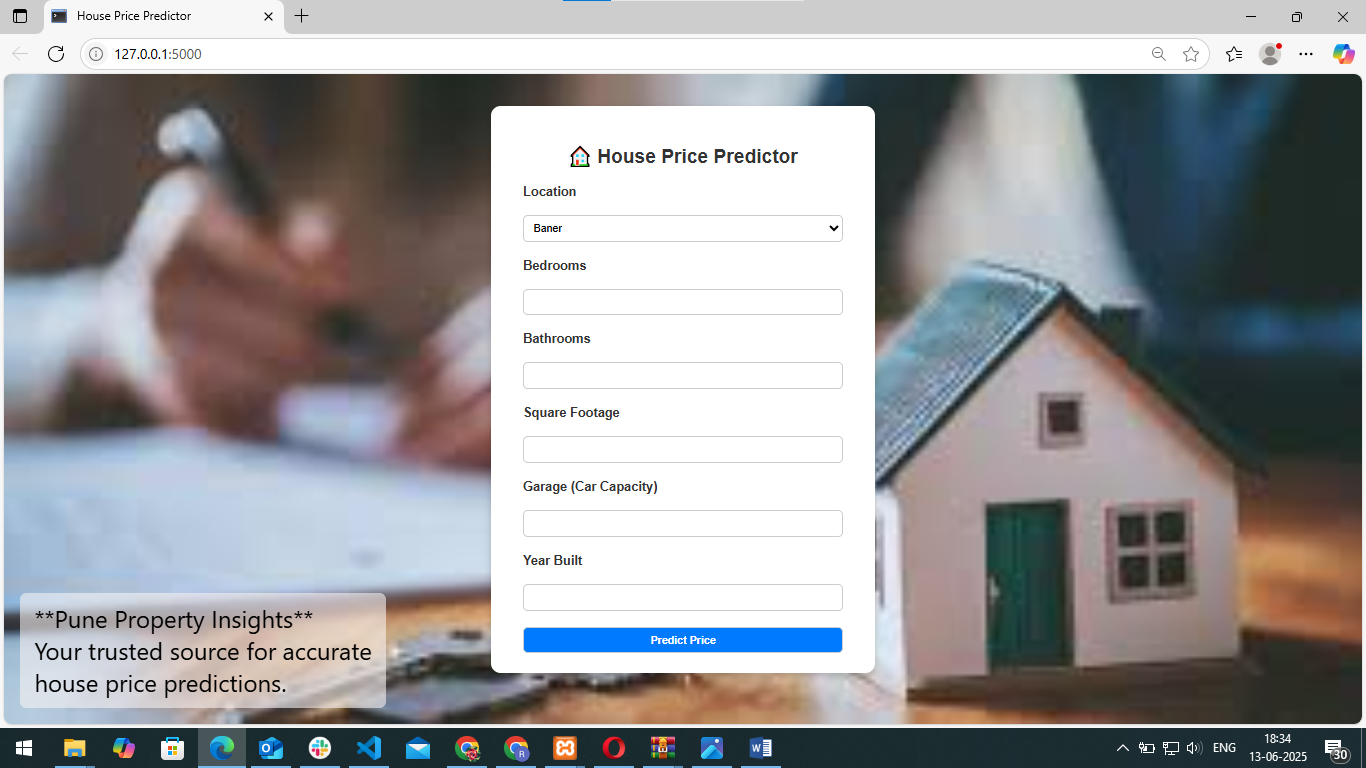 House Price Predictor
127.0.0.1:5000
House Price Predictor
Location
Baner
Bedrooms
Bathrooms
Square Footage
Garage (Car Capacity)
Year Built
Predict Price
**Pune Property Insights**
Your trusted source for accurate
house price predictions.
ENG
18:34
13-06-2025
30